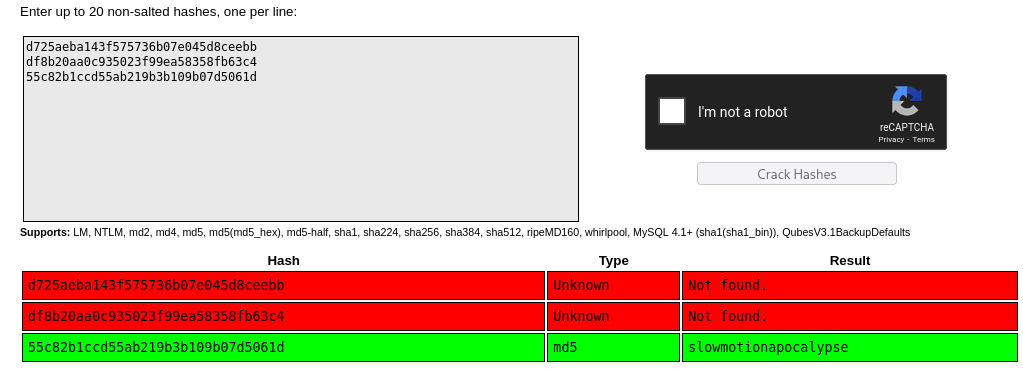 Enter up to 20 non-salted hashes, one per line:
d725aeba143f575736b07e045d8ceebb
df8b20aa0c935023f99ea58358fb63c4
55c82b1ccd55ab219b3b109b07d5061d
I'm not a robot
reCAPTCHA
Privacy - Terms
Crack Hashes
Supports: LM, NTLM, md2, md4, md5, md5(md5_hex), md5-half, sha1, sha224, sha256, sha384, sha512, ripeMD160, whirlpool, MySQL 4.1+ (sha1(sha1_bin)), QubesV3.1BackupDefaults
Hash Type Result
d725aeba143f575736b07e045d8ceebb Unknown Not found.
df8b20aa0c935023f99ea58358fb63c4 Unknown Not found.
55c82b1ccd55ab219b3b109b07d5061d md5 slowmotionapocalypse